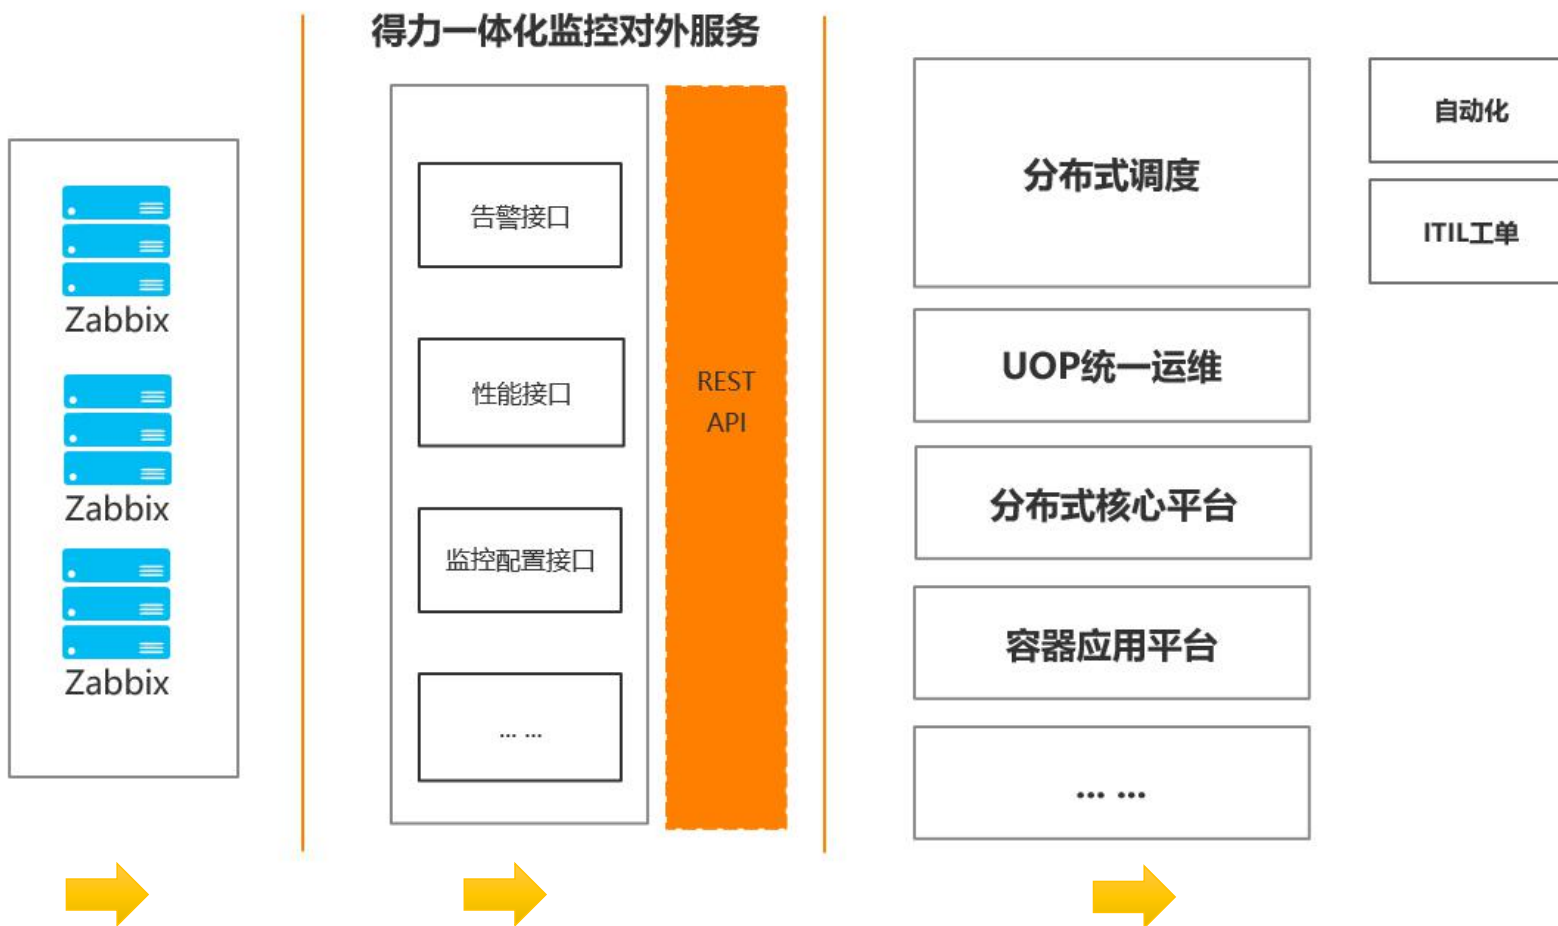 得力一体化监控对外服务
Zabbix
Zabbix
Zabbix
告警接口
性能接口
监控配置接口
... ...
REST
API
分布式调度
UOP统一运维
分布式核心平台
容器应用平台
... ...
自动化
ITIL工单